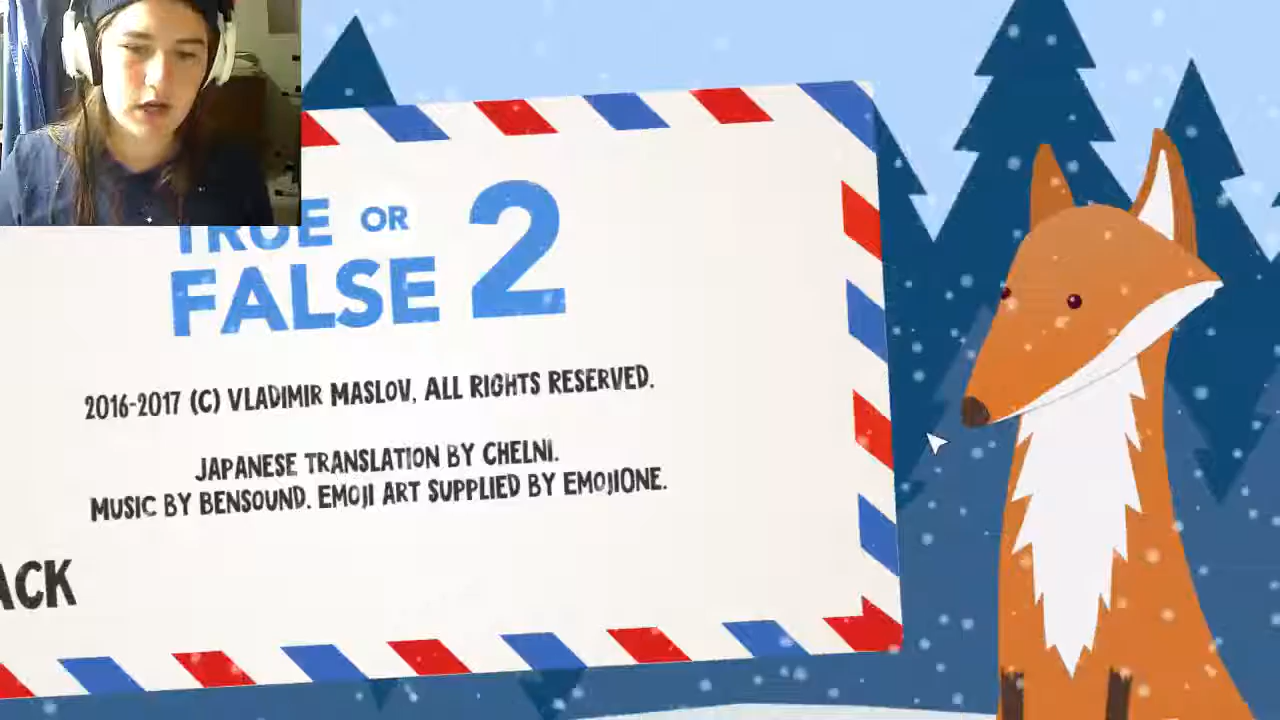 TRUE OR
FALSE 2
2016-2017 (C) VLADIMIR MASLOV, ALL RIGHTS RESERVED.
JAPANESE TRANSLATION BY CHELNI.
MUSIC BY BENSOUND. EMOJI ART SUPPLIED BY EMOJIONE.
ACK